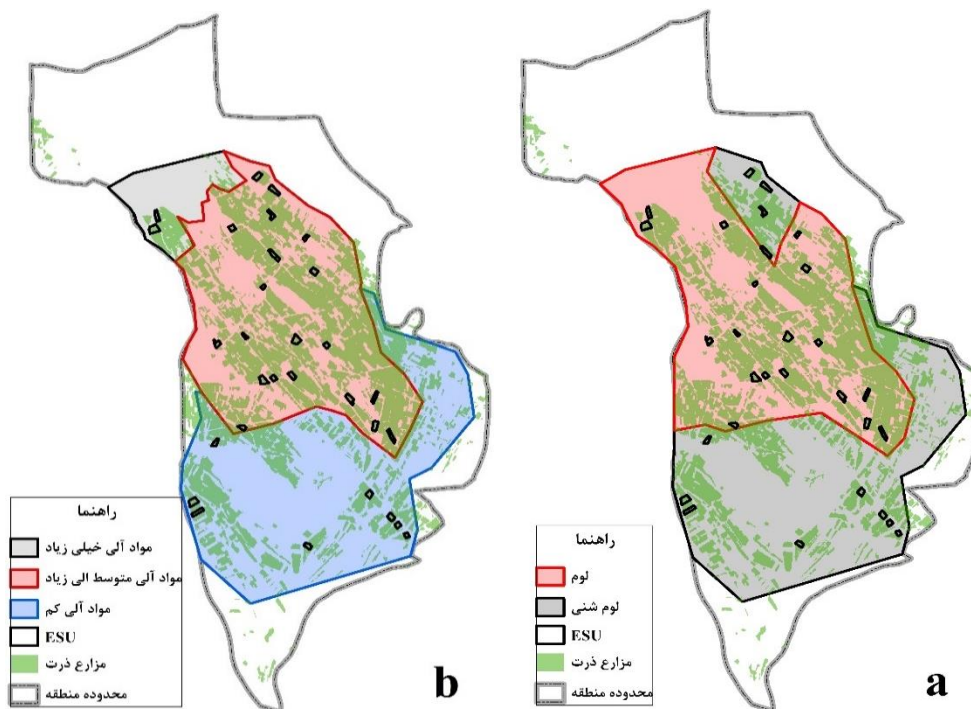 راهنما
مواد آلی خیلی زیاد
مواد آلی متوسط الی زیاد
مواد آلی کم
ESU
مزارع ذرت
محدوده منطقه
b
راهنما
لوم
لوم شنی
ESU
مزارع ذرت
محدوده منطقه
a